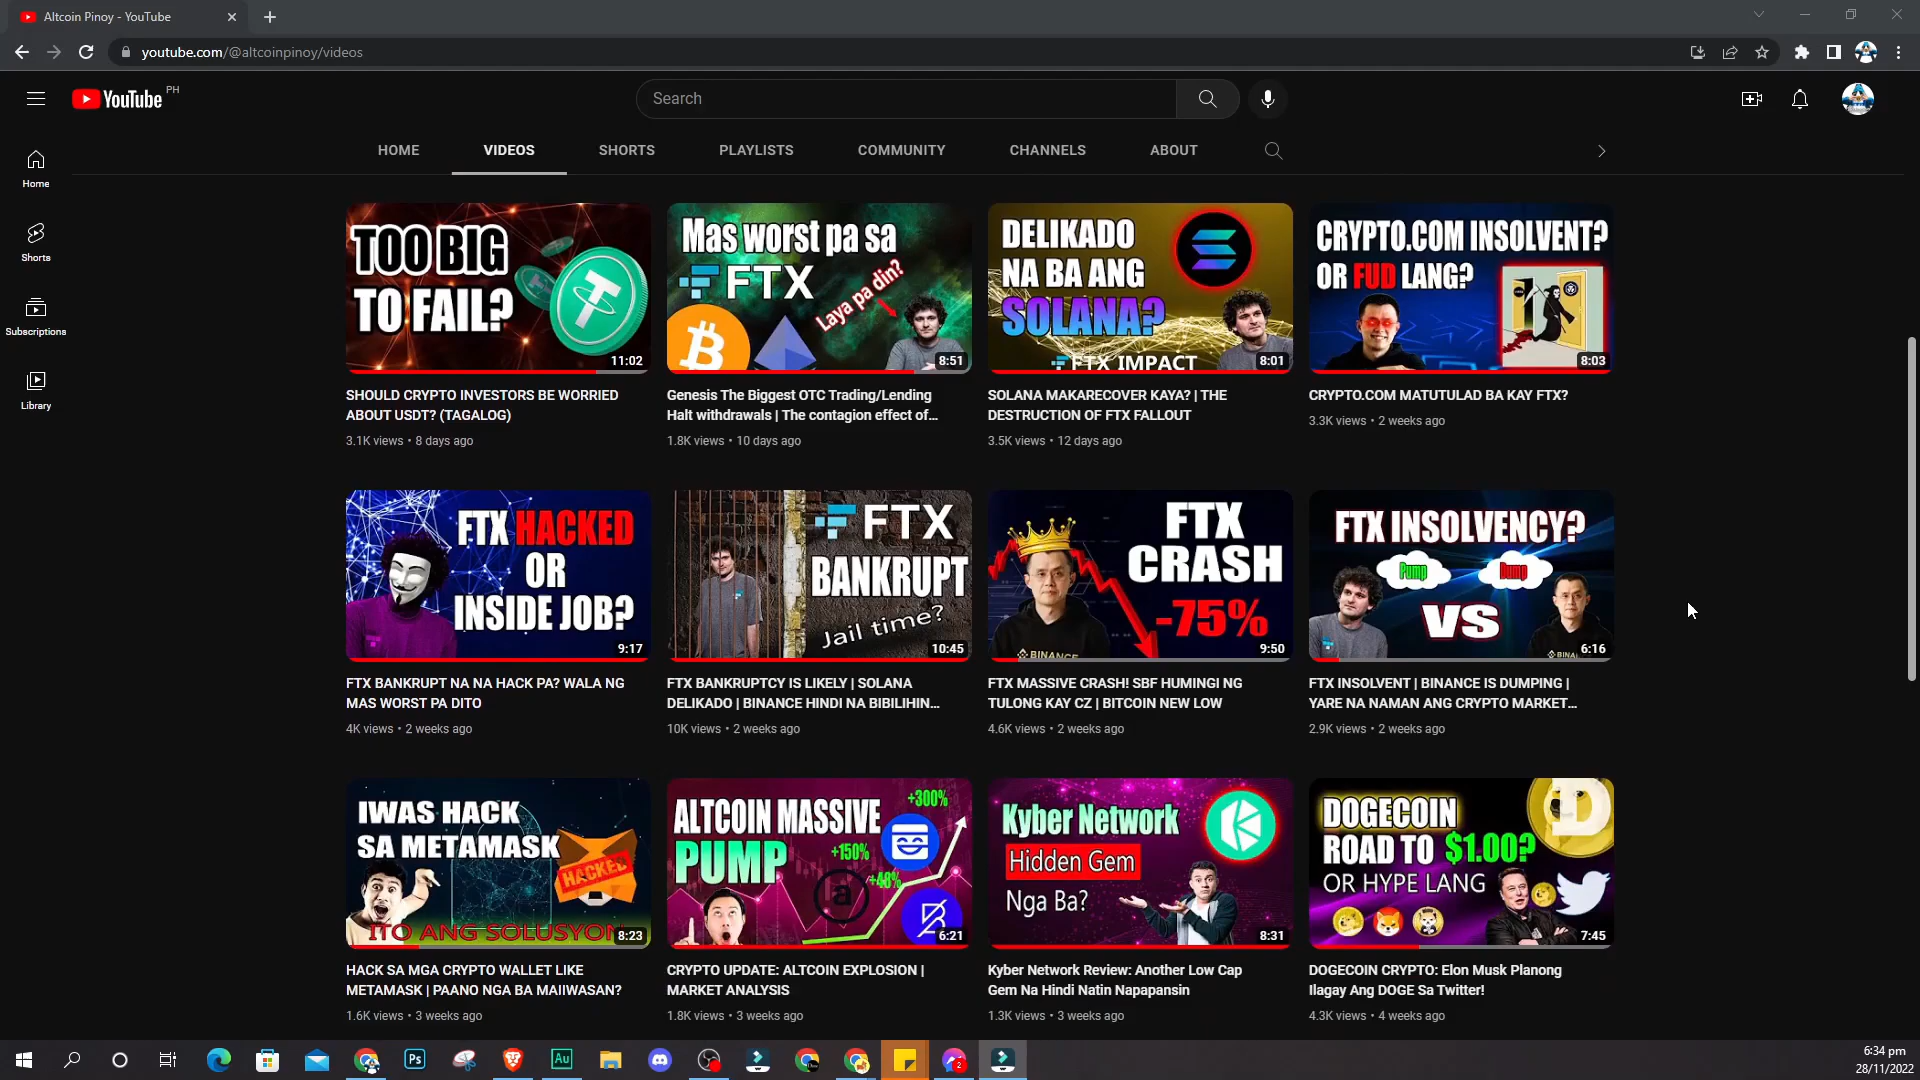 Altcoin Pinoy - YouTube
youtube.com/@altcoinpinoy/videos
YouTube PH
Search
HOME VIDEOS SHORTS PLAYLISTS COMMUNITY CHANNELS ABOUT
Home
Shorts
Subscriptions
Library
TOO BIG
TO FAIL?
11:02
SHOULD CRYPTO INVESTORS BE WORRIED
ABOUT USDT? (TAGALOG)
3.1K views • 8 days ago
Mas worst pa sa
FTX
Laya pa din?
8:51
Genesis The Biggest OTC Trading/Lending
Halt withdrawals | The contagion effect of...
1.8K views • 10 days ago
DELIKADO
NA BA ANG
SOLANA?
FTX IMPACT
8:01
SOLANA MAKARECOVER KAYA? | THE
DESTRUCTION OF FTX FALLOUT
3.5K views • 12 days ago
CRYPTO.COM INSOLVENT?
OR FUD LANG?
8:03
CRYPTO.COM MATUTULAD BA KAY FTX?
3.3K views • 2 weeks ago
FTX HACKED
OR
INSIDE JOB?
9:17
FTX BANKRUPT NA NA HACK PA? WALA NG
MAS WORST PA DITO
4K views • 2 weeks ago
FTX
BANKRUPT
Jail time?
10:45
FTX BANKRUPTCY IS LIKELY | SOLANA
DELIKADO | BINANCE HINDI NA BIBILIHIN...
10K views • 2 weeks ago
FTX
CRASH
-75%
BINANCE
9:50
FTX MASSIVE CRASH! SBF HUMINGI NG
TULONG KAY CZ | BITCOIN NEW LOW
4.6K views • 2 weeks ago
FTX INSOLVENCY?
Pump Dump
VS
BINA
6:16
FTX INSOLVENT | BINANCE IS DUMPING |
YARE NA NAMAN ANG CRYPTO MARKET...
2.9K views • 2 weeks ago
IWAS HACK
SA METAMASK
HACKED
ITO ANG SOLUSYON
8:23
HACK SA MGA CRYPTO WALLET LIKE
METAMASK | PAANO NGA BA MAIIWASAN?
1.6K views • 3 weeks ago
ALTCOIN MASSIVE
PUMP
+300%
+150%
+40%
6:21
CRYPTO UPDATE: ALTCOIN EXPLOSION |
MARKET ANALYSIS
1.8K views • 3 weeks ago
Kyber Network
Hidden Gem
Nga Ba?
8:31
Kyber Network Review: Another Low Cap
Gem Na Hindi Natin Napapansin
1.3K views • 3 weeks ago
DOGECOIN
ROAD TO $1.00?
OR HYPE LANG
7:45
DOGECOIN CRYPTO: Elon Musk Planong
Ilagay Ang DOGE Sa Twitter!
4.3K views • 4 weeks ago
Ps
Au
2
6:34 pm
28/11/2022